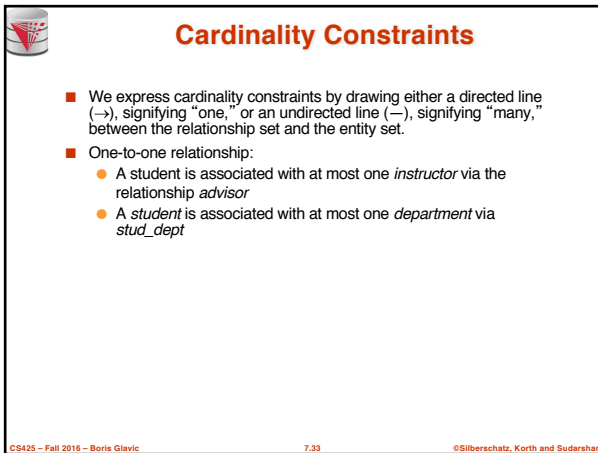 Cardinality Constraints
■ We express cardinality constraints by drawing either a directed line
(→), signifying “one,” or an undirected line (—), signifying “many,”
between the relationship set and the entity set.
■ One-to-one relationship:
● A student is associated with at most one instructor via the
relationship advisor
● A student is associated with at most one department via
stud_dept
CS425 – Fall 2016 – Boris Glavic 7.33 ©Silberschatz, Korth and Sudarshan